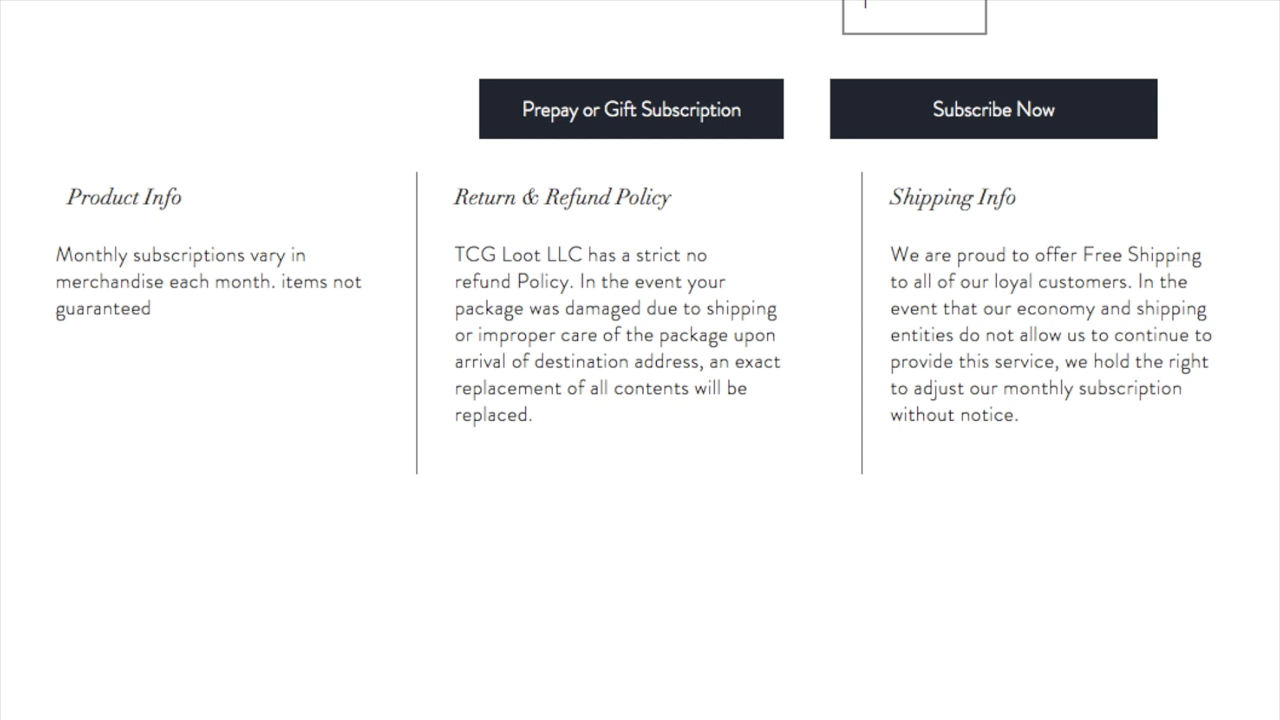 Prepay or Gift Subscription
Subscribe Now
Product Info
Monthly subscriptions vary in
merchandise each month. items not
guaranteed
Return & Refund Policy
TCG Loot LLC has a strict no
refund Policy. In the event your
package was damaged due to shipping
or improper care of the package upon
arrival of destination address, an exact
replacement of all contents will be
replaced.
Shipping Info
We are proud to offer Free Shipping
to all of our loyal customers. In the
event that our economy and shipping
entities do not allow us to continue to
provide this service, we hold the right
to adjust our monthly subscription
without notice.